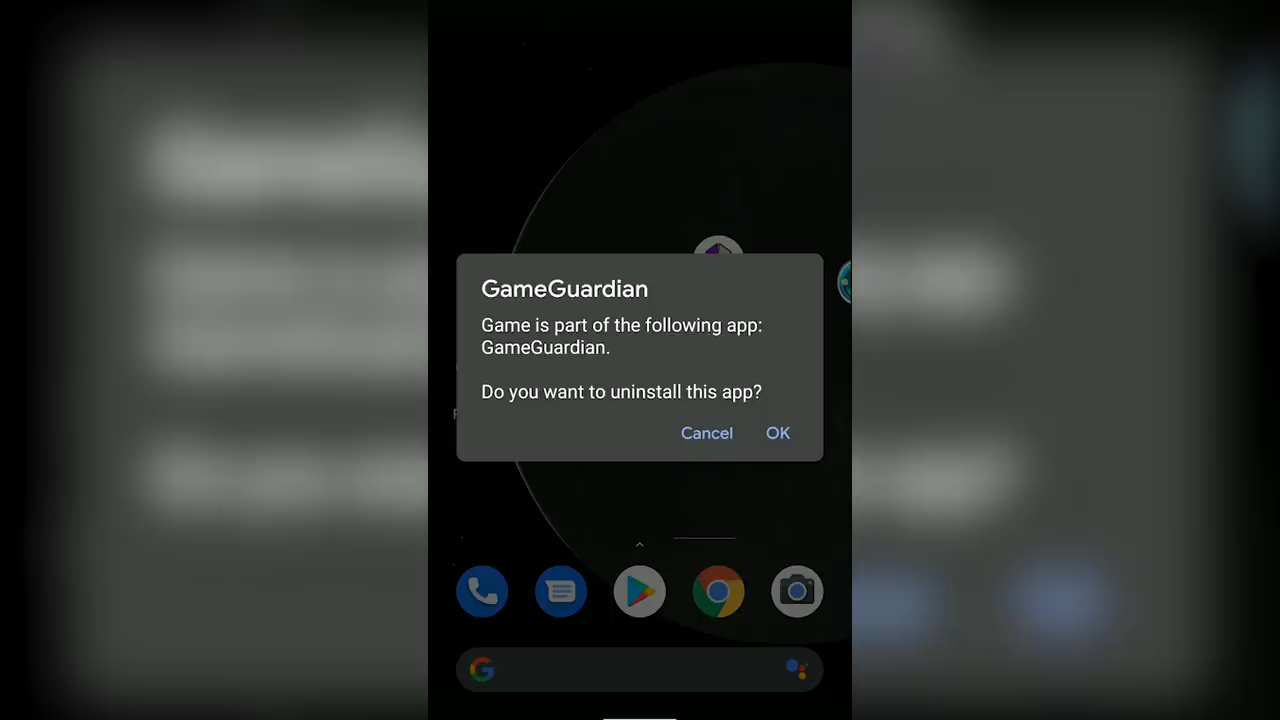 GameGuardian
Game is part of the following app:
GameGuardian.
Do you want to uninstall this app?
Cancel OK